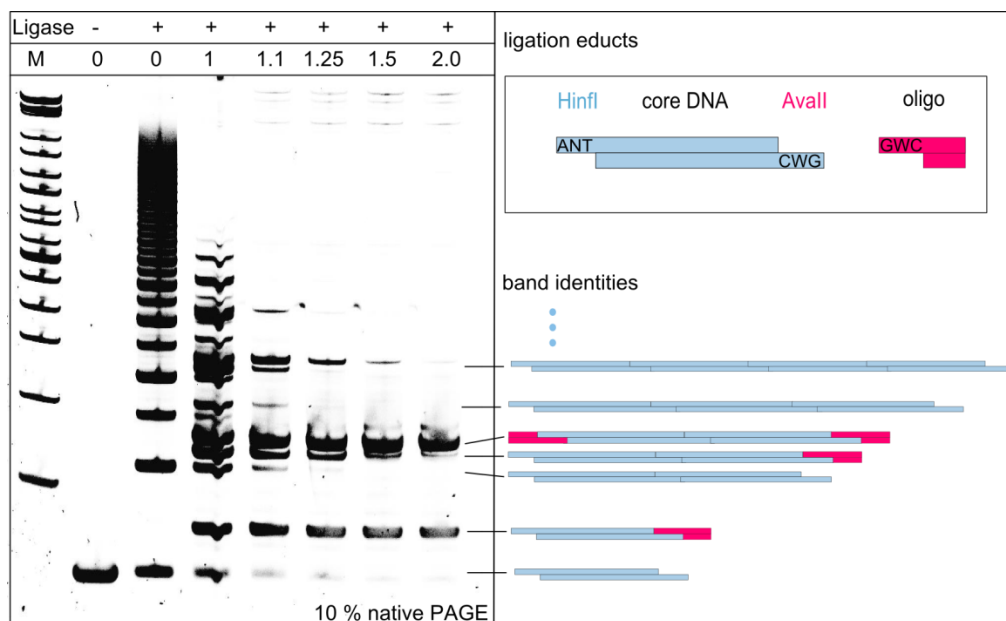 Ligase - + + + + + +
M 0 0 1 1.1 1.25 1.5 2.0
10 % native PAGE
ligation educts
HinfI core DNA AvaII oligo
ANT GWC
CWG
band identities